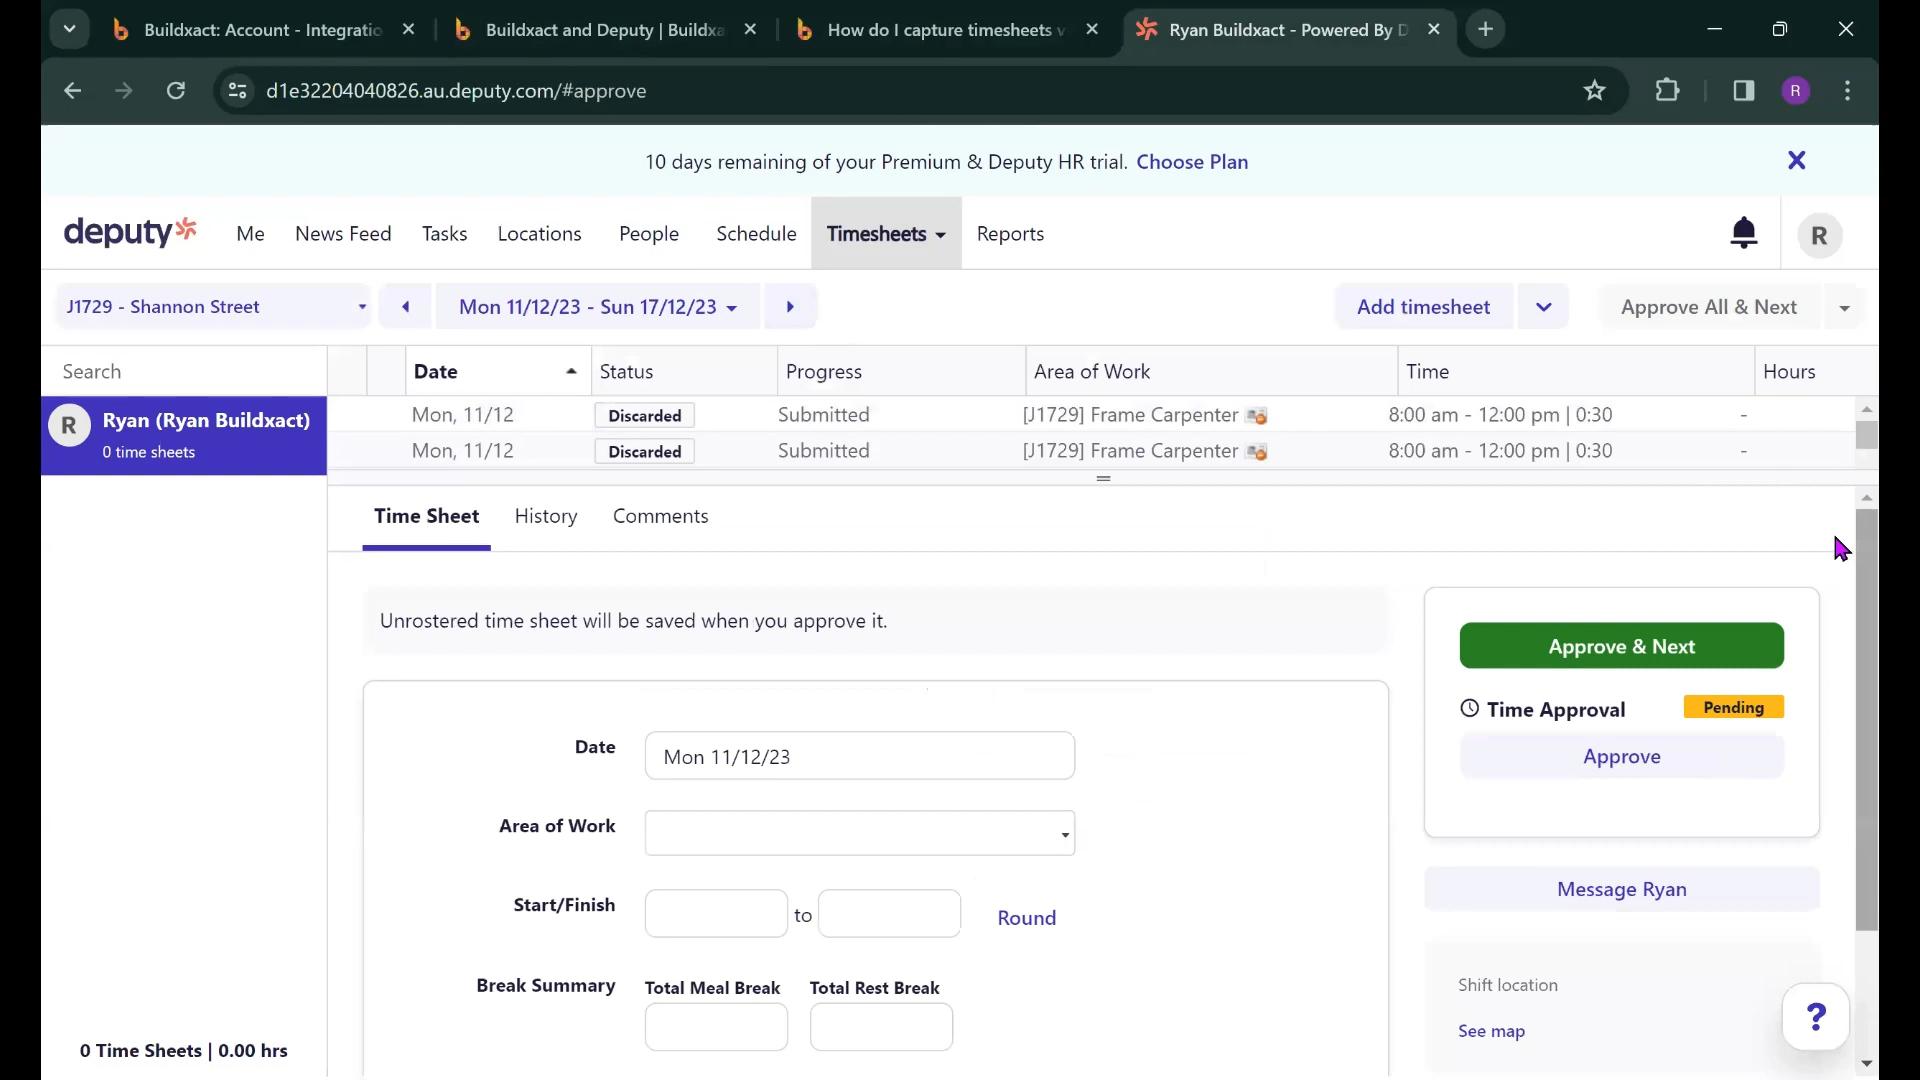 Buildxact: Account - Integratio
Buildxact and Deputy | Buildxa
How do I capture timesheets v
Ryan Buildxact - Powered By D
d1e32204040826.au.deputy.com/#approve
R
10 days remaining of your Premium & Deputy HR trial. Choose Plan
deputy
Me
News Feed
Tasks
Locations
People
Schedule
Timesheets
Reports
R
J1729 - Shannon Street
Mon 11/12/23 - Sun 17/12/23
Add timesheet
Approve All & Next
Search
Date
Status
Progress
Area of Work
Time
Hours
R
Ryan (Ryan Buildxact)
0 time sheets
Mon, 11/12 Discarded Submitted [J1729] Frame Carpenter 8:00 am - 12:00 pm | 0:30 -
Mon, 11/12 Discarded Submitted [J1729] Frame Carpenter 8:00 am - 12:00 pm | 0:30 -
Time Sheet
History
Comments
Unrostered time sheet will be saved when you approve it.
Approve & Next
Time Approval
Pending
Approve
Date
Mon 11/12/23
Area of Work
Start/Finish
to
Round
Message Ryan
Break Summary
Total Meal Break
Total Rest Break
Shift location
See map
?
0 Time Sheets | 0.00 hrs